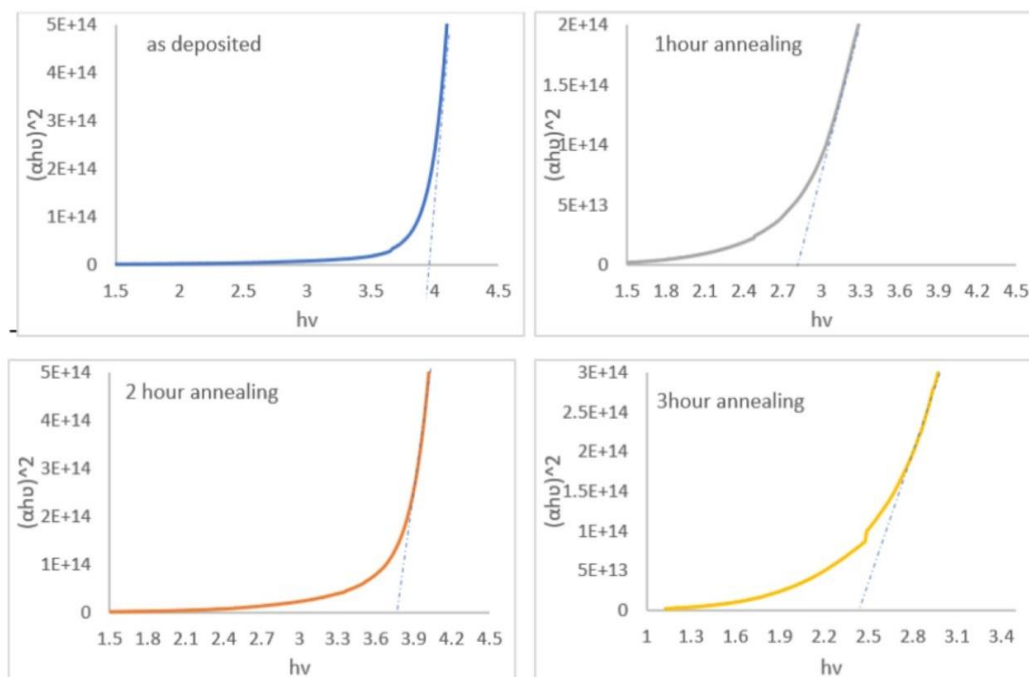 as deposited
5E+14
4E+14
3E+14
2E+14
1E+14
0
(αhυ)^2
1.5 2 2.5 3 3.5 4 4.5
hv
1hour annealing
2E+14
1.5E+14
1E+14
5E+13
0
(αhυ)^2
1.5 1.8 2.1 2.4 2.7 3 3.3 3.6 3.9 4.2 4.5
hv
2 hour annealing
5E+14
4E+14
3E+14
2E+14
1E+14
0
(αhυ)^2
1.5 1.8 2.1 2.4 2.7 3 3.3 3.6 3.9 4.2 4.5
hv
3hour annealing
3E+14
2.5E+14
2E+14
1.5E+14
1E+14
5E+13
0
(αhυ)^2
1 1.3 1.6 1.9 2.2 2.5 2.8 3.1 3.4
hv